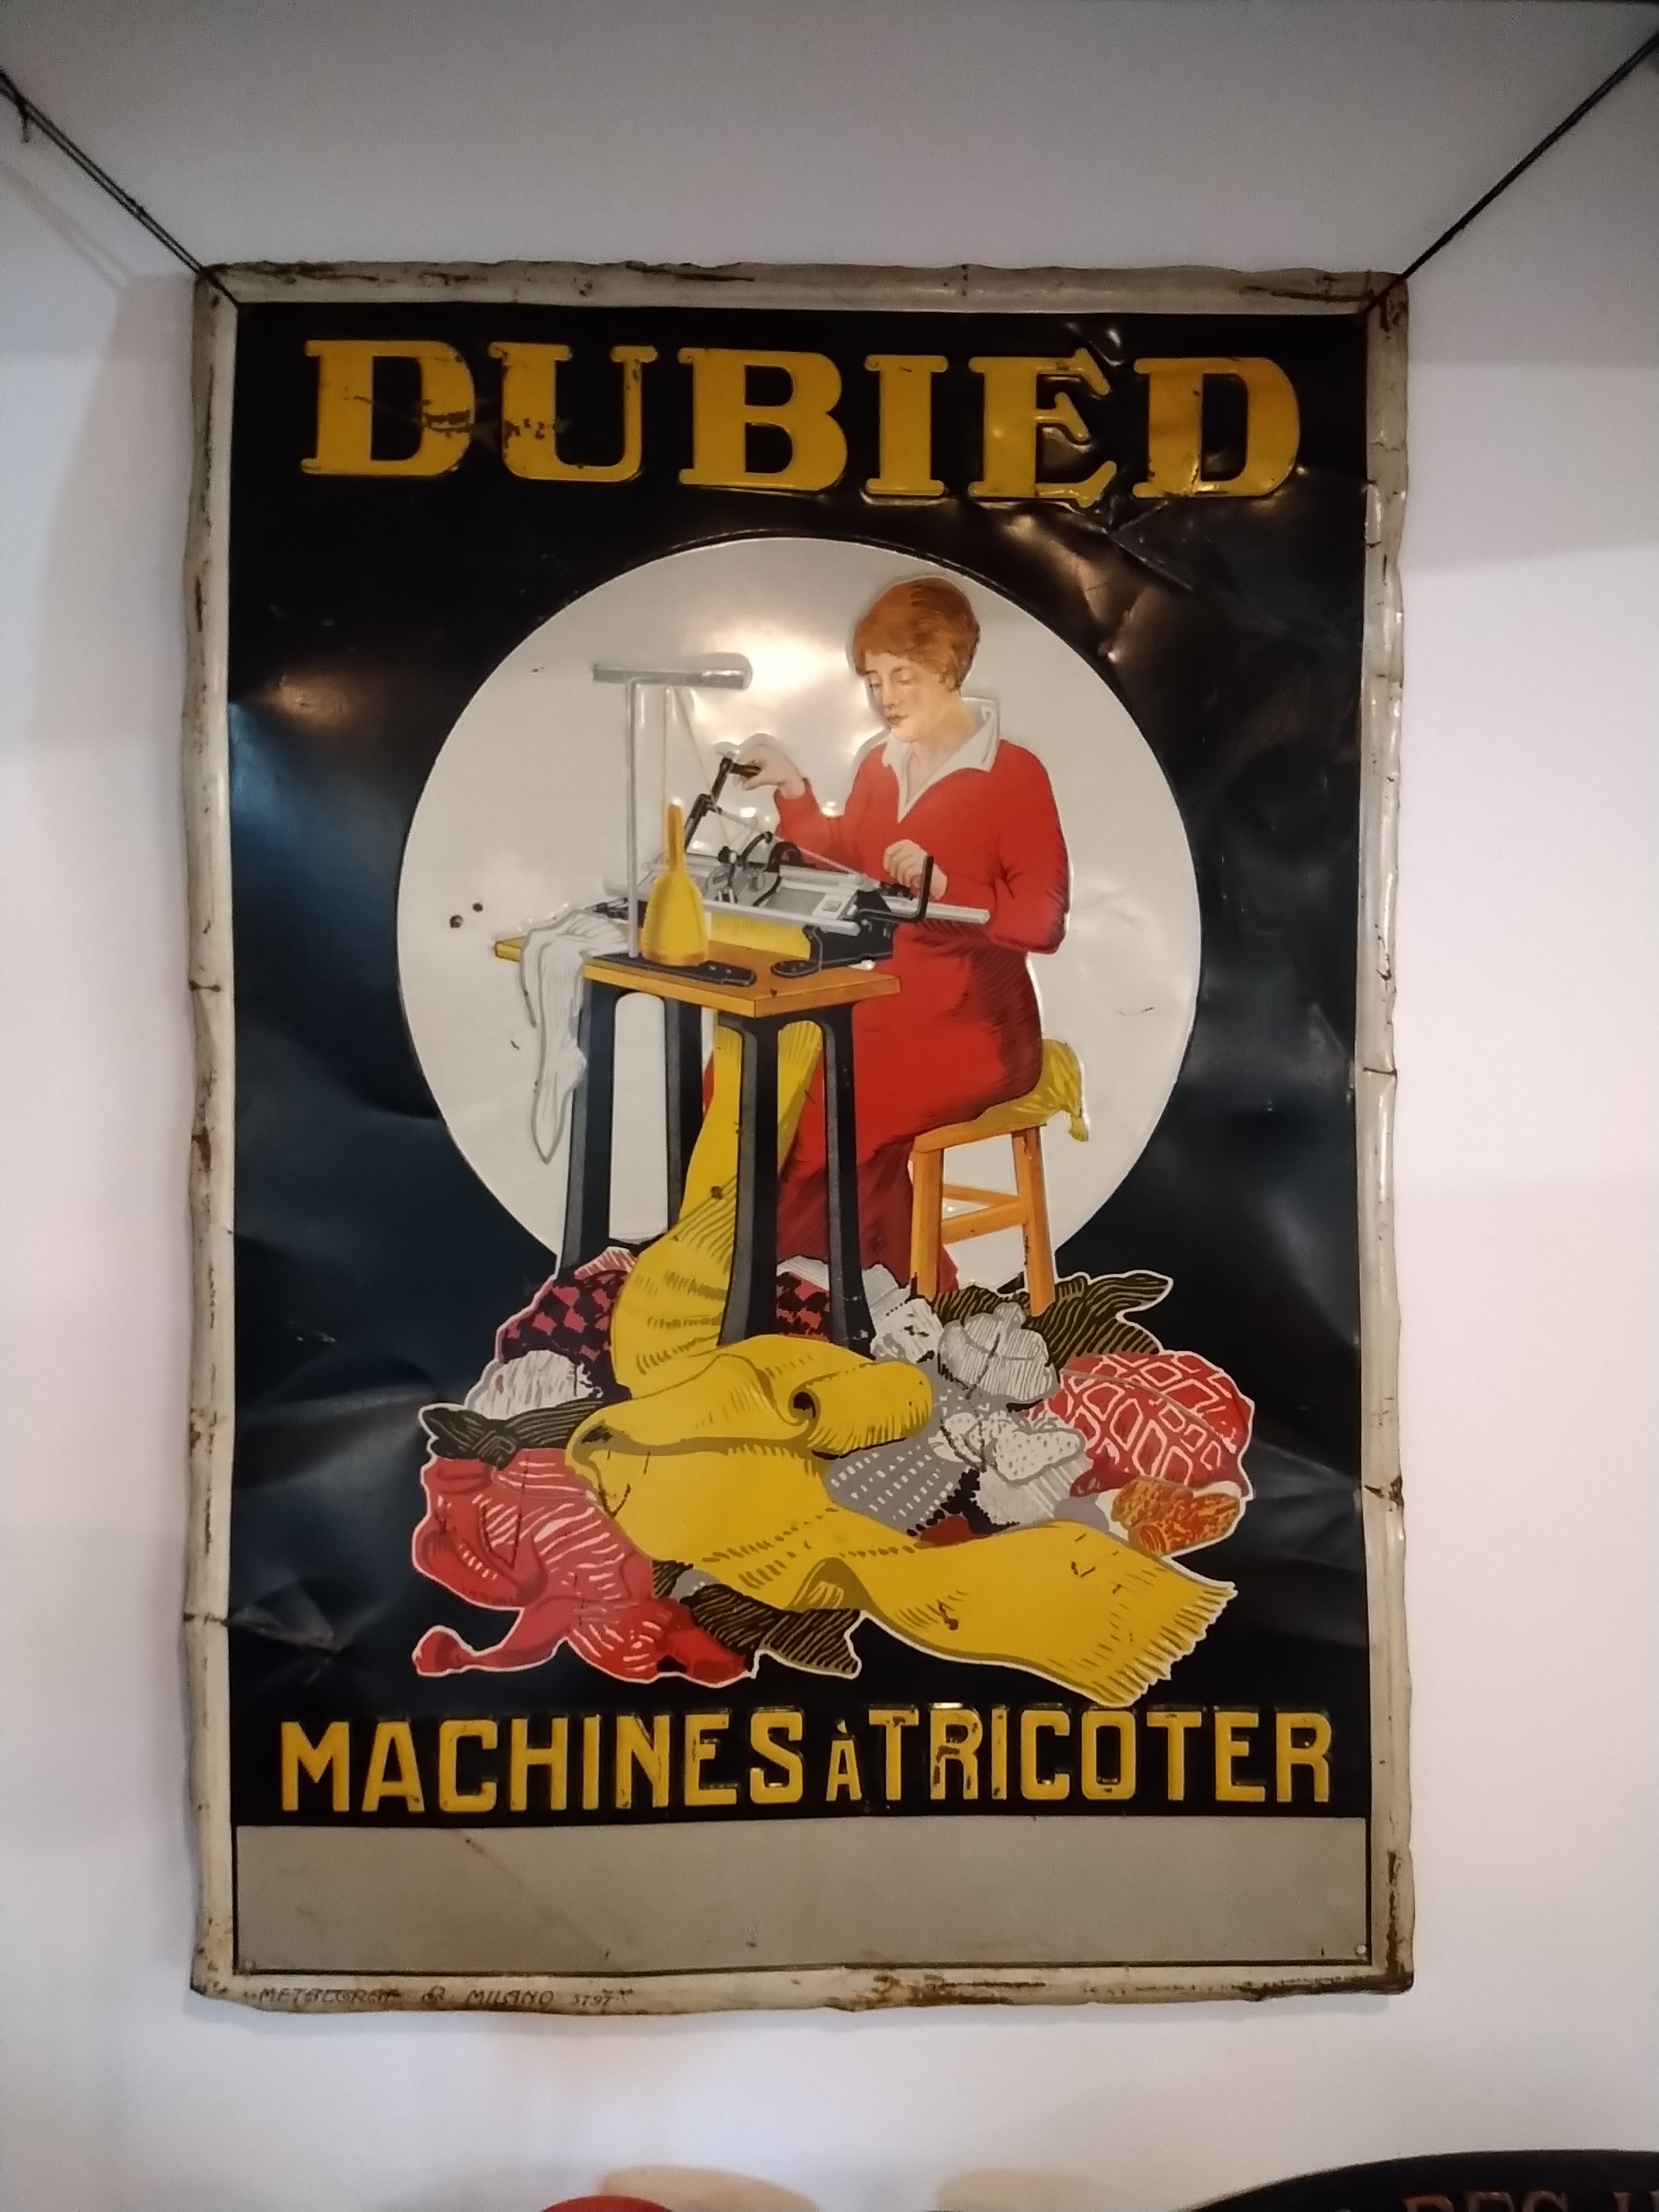 DUBIED
MACHINES À TRICOTER
METALGRAF MILANO